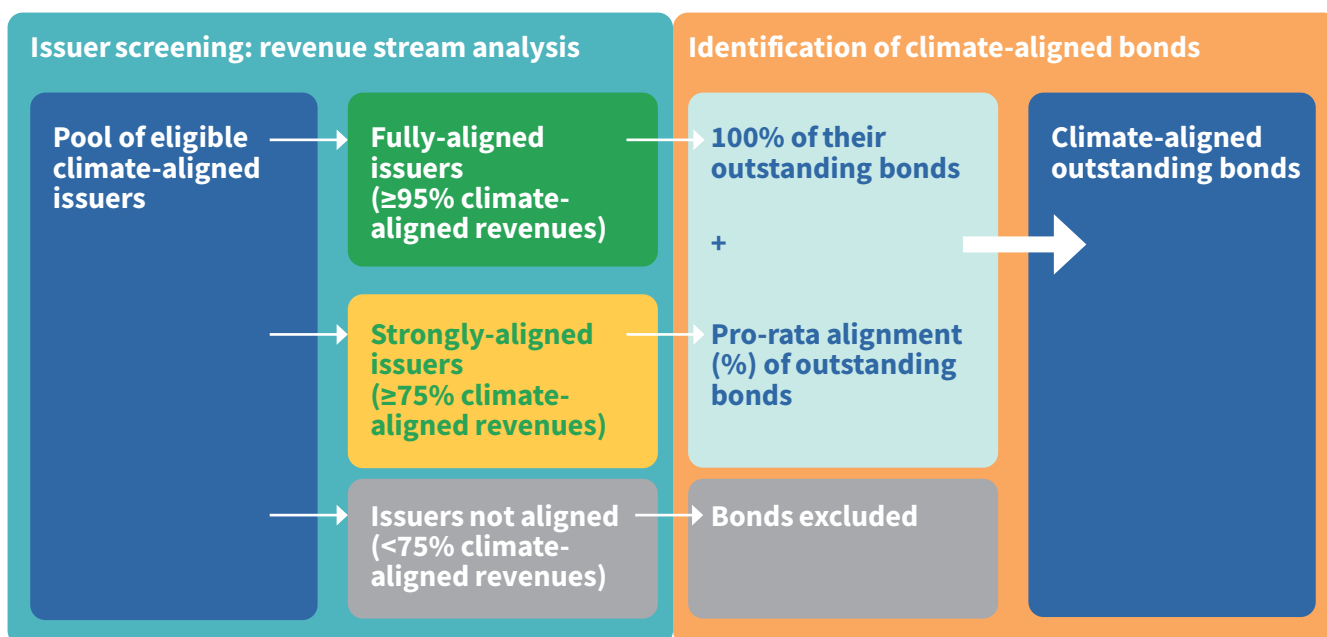 Issuer screening: revenue stream analysis
Identification of climate-aligned bonds
Pool of eligible
climate-aligned
issuers
Fully-aligned
issuers
(≥95% climate-
aligned revenues)
100% of their
outstanding bonds
+
Climate-aligned
outstanding bonds
Strongly-aligned
issuers
(≥75% climate-
aligned revenues)
Pro-rata alignment
(%) of outstanding
bonds
Issuers not aligned
(<75% climate-
aligned revenues)
Bonds excluded